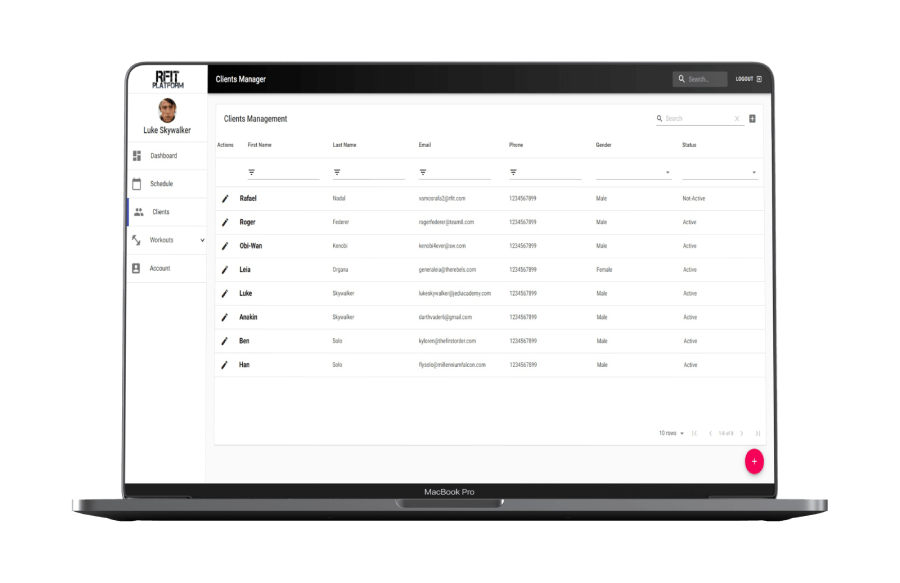 RFIT
PLATFORM
Clients Manager
Search...
LOGOUT
Luke Skywalker
Dashboard
Schedule
Clients
Workouts
Account
Clients Management
Search
Actions First Name Last Name Email Phone Gender Status
Rafael Nadal vamosrafa2@rfit.com 1234567899 Male Not-Active
Roger Federer rogerfederer@team8.com 1234567899 Male Active
Obi-Wan Kenobi kenobi4ever@sw.com 1234567899 Male Active
Leia Organa generalleia@therebels.com 1234567899 Female Active
Luke Skywalker lukeskywalker@jediacademy.com 1234567899 Male Active
Anakin Skywalker darthvader6@gmail.com 1234567899 Male Active
Ben Solo kyloren@thefirstorder.com 1234567899 Male Active
Han Solo flysolo@millenniumfalcon.com 1234567899 Male Active
10 rows 1-8 of 8
MacBook Pro